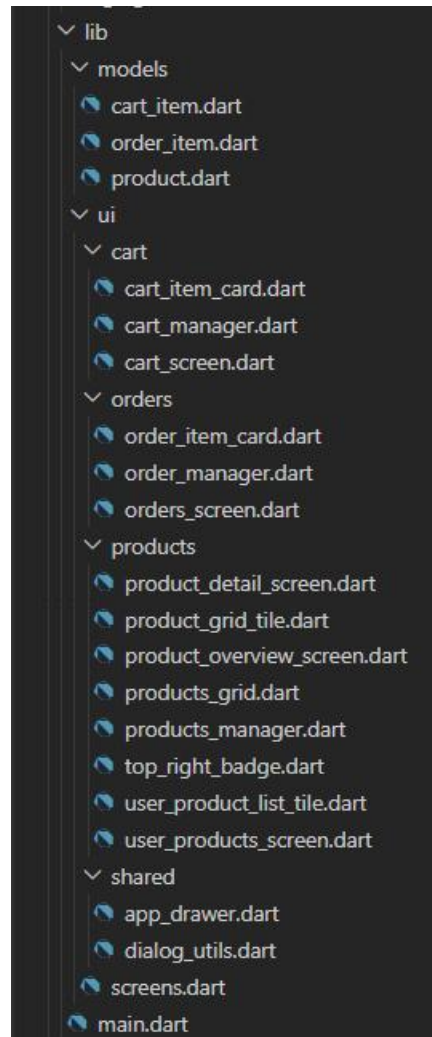 lib
models
cart_item.dart
order_item.dart
product.dart
ui
cart
cart_item_card.dart
cart_manager.dart
cart_screen.dart
orders
order_item_card.dart
order_manager.dart
orders_screen.dart
products
product_detail_screen.dart
product_grid_tile.dart
product_overview_screen.dart
products_grid.dart
products_manager.dart
top_right_badge.dart
user_product_list_tile.dart
user_products_screen.dart
shared
app_drawer.dart
dialog_utils.dart
screens.dart
main.dart